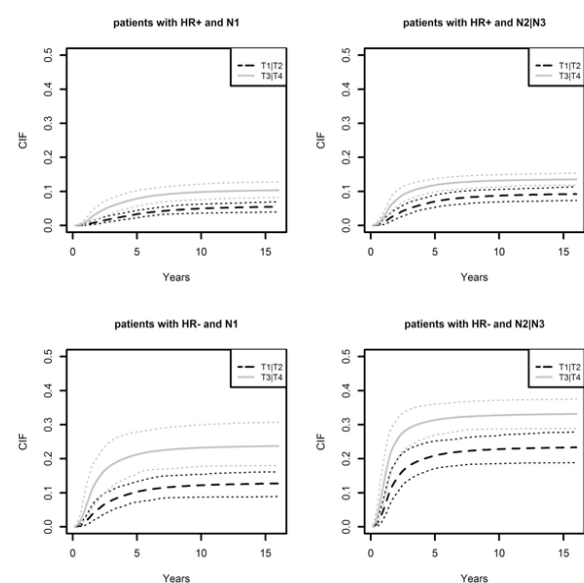 patients with HR+ and N1
CIF
0.0 0.1 0.2 0.3 0.4 0.5
T1|T2
T3|T4
0 5 10 15
Years
patients with HR+ and N2|N3
CIF
0.0 0.1 0.2 0.3 0.4 0.5
T1|T2
T3|T4
0 5 10 15
Years
patients with HR- and N1
CIF
0.0 0.1 0.2 0.3 0.4 0.5
T1|T2
T3|T4
0 5 10 15
Years
patients with HR- and N2|N3
CIF
0.0 0.1 0.2 0.3 0.4 0.5
T1|T2
T3|T4
0 5 10 15
Years